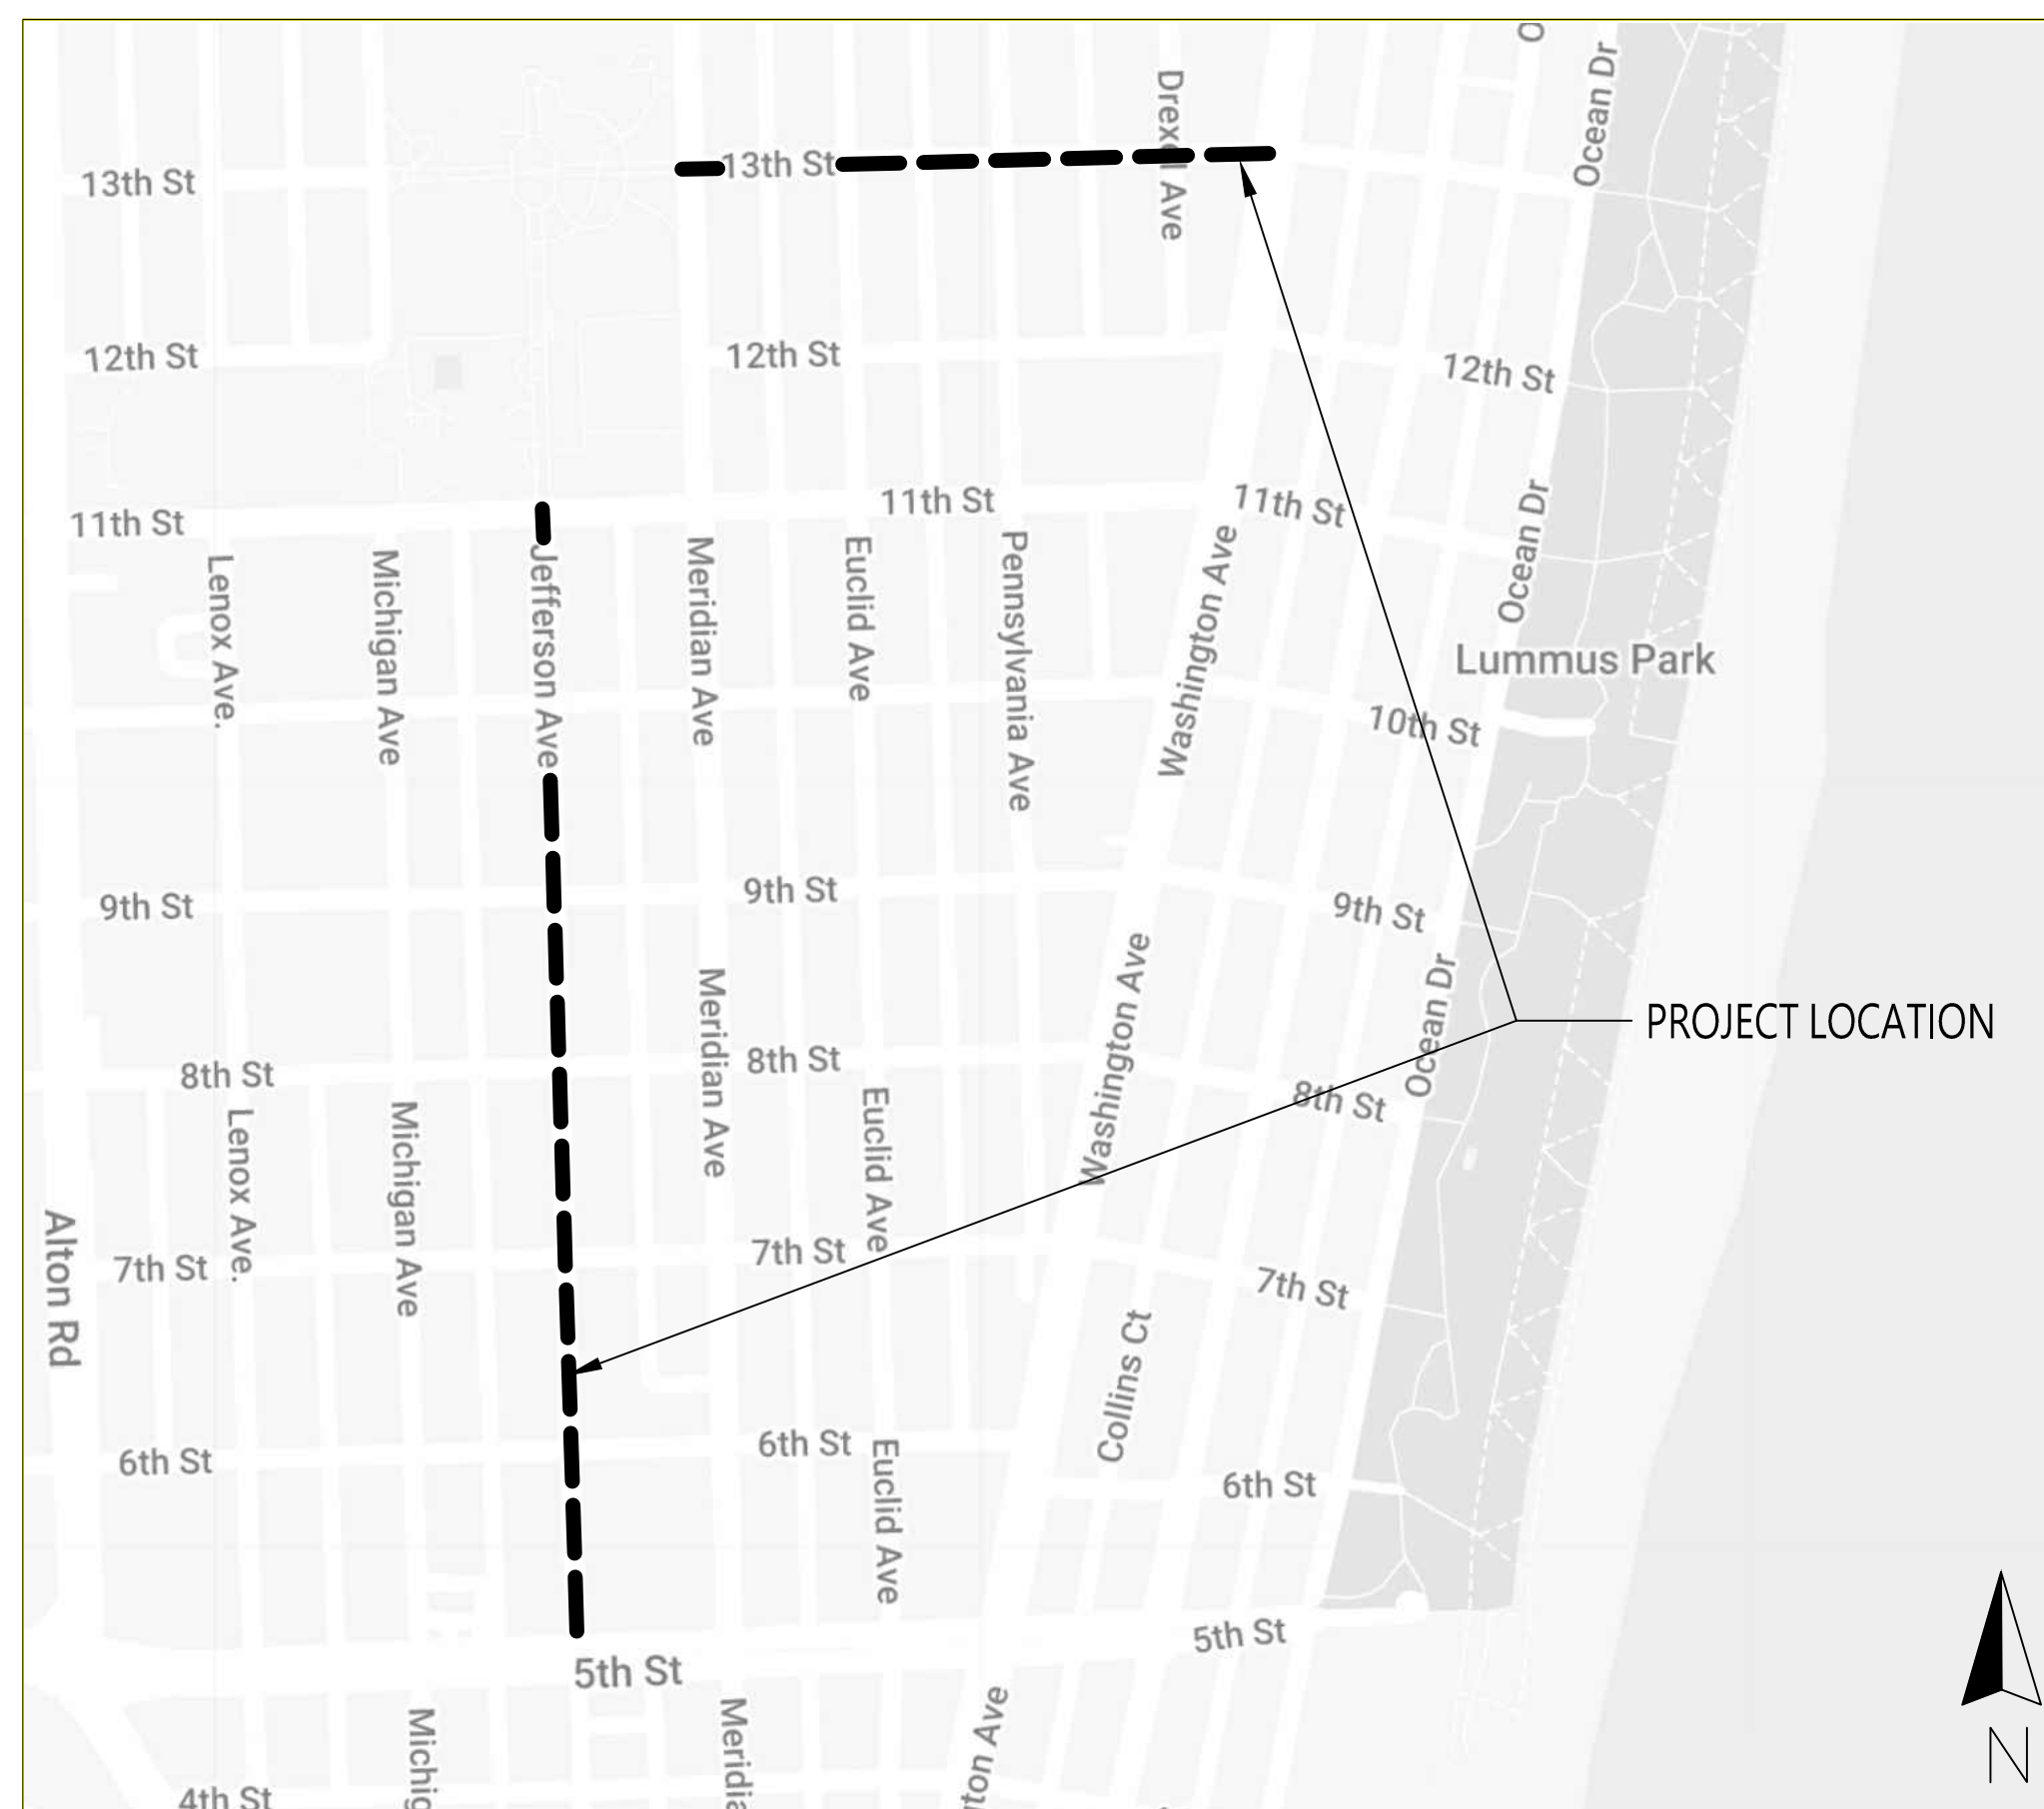 O
Ocean Dr
Drexel Ave
13th St
13th St
12th St
12th St
12th St
11th St
11th St
11th St
Ocean Dr
Lenox Ave.
Michigan Ave
Jefferson Ave
Meridian Ave
Euclid Ave
Pennsylvania Ave
Washington Ave
Lummus Park
10th St
9th St
9th St
9th St
Washington Ave
Ocean Dr
Meridian Ave
PROJECT LOCATION
8th St
8th St
8th St
Lenox Ave.
Michigan Ave
Euclid Ave
Alton Rd
7th St
7th St
7th St
Collins Ct
6th St
6th St
6th St
Euclid Ave
5th St
5th St
Michig
Meridia
ton Ave
4th St
N